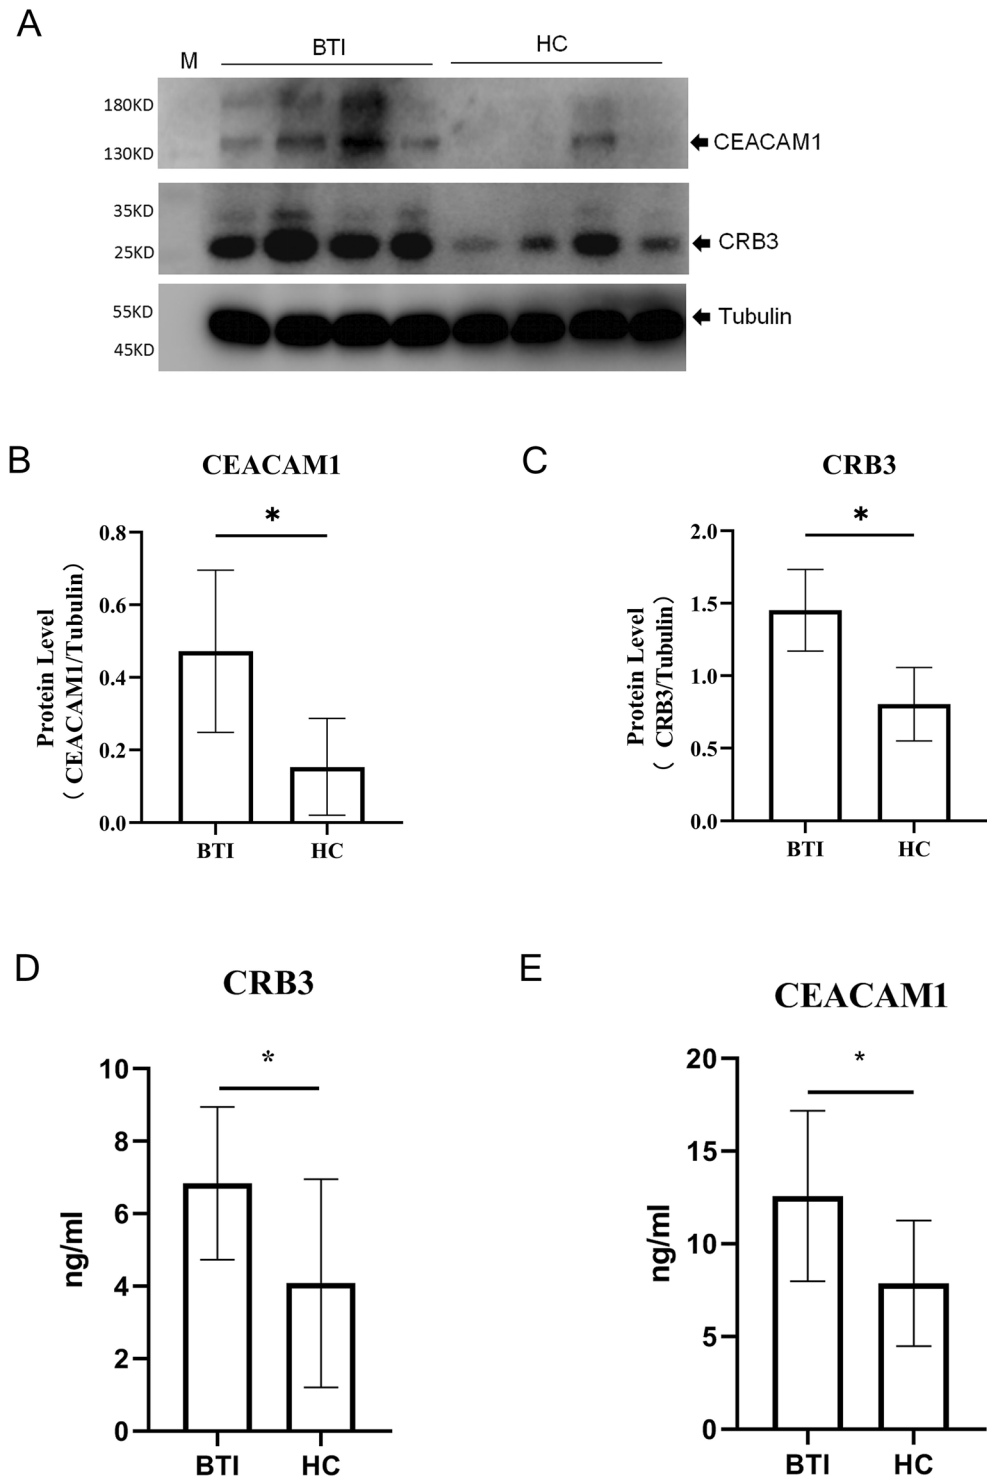 A
M BTI HC
180KD
130KD
CEACAM1
35KD
25KD
CRB3
55KD
45KD
Tubulin
B
CEACAM1
*
Protein Level
（CEACAM1/Tubulin）
0.8
0.6
0.4
0.2
0.0
BTI HC
C
CRB3
*
Protein Level
（ CRB3/Tubulin）
2.0
1.5
1.0
0.5
0.0
BTI HC
D
CRB3
*
ng/ml
10
8
6
4
2
0
BTI HC
E
CEACAM1
*
ng/ml
20
15
10
5
0
BTI HC